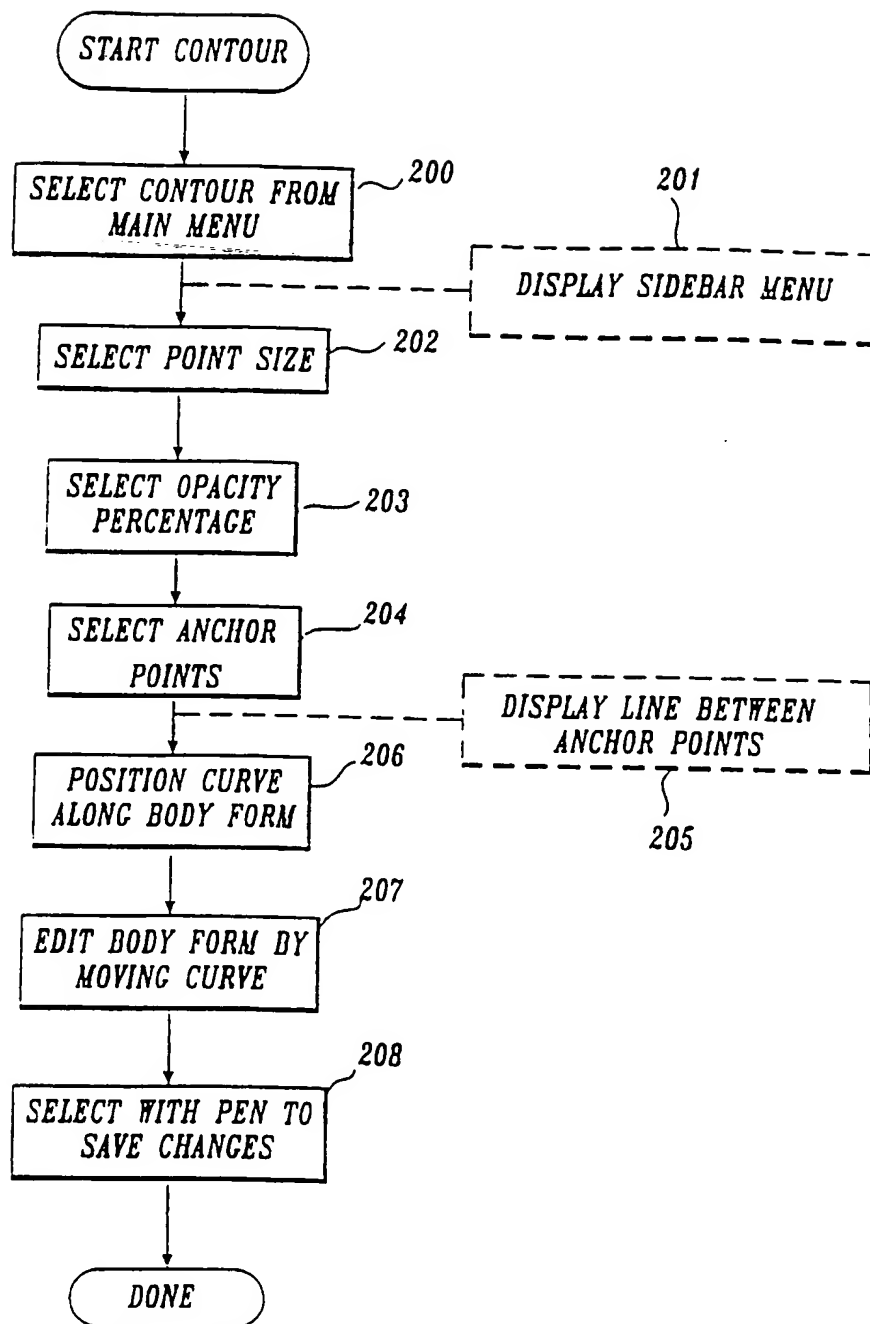 START CONTOUR
200
SELECT CONTOUR FROM
MAIN MENU
201
DISPLAY SIDEBAR MENU
202
SELECT POINT SIZE
SELECT OPACITY
PERCENTAGE
203
204
SELECT ANCHOR
POINTS
DISPLAY LINE BETWEEN
ANCHOR POINTS
205
206
POSITION CURVE
ALONG BODY FORM
207
EDIT BODY FORM BY
MOVING CURVE
208
SELECT WITH PEN TO
SAVE CHANGES
DONE